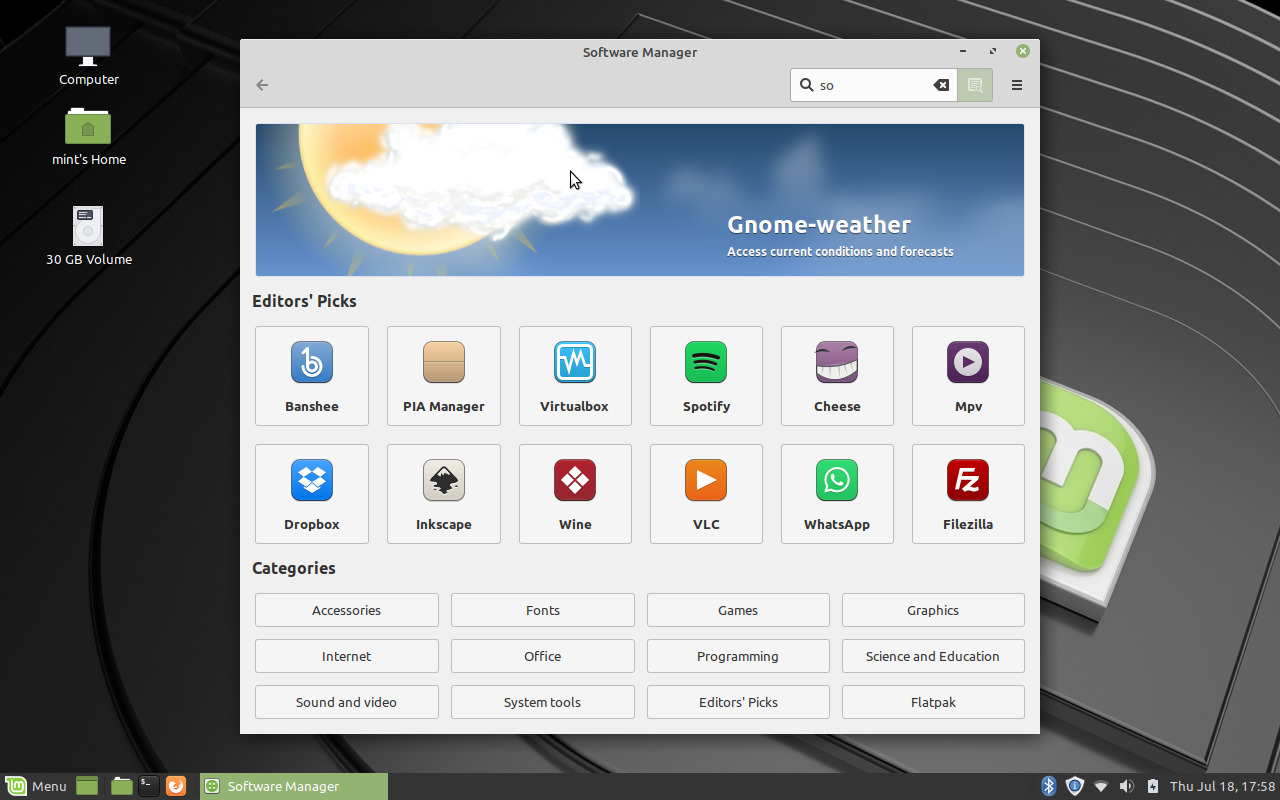 Computer
mint's Home
30 GB Volume
Software Manager
so
Gnome-weather
Access current conditions and forecasts
Editors' Picks
Banshee PIA Manager Virtualbox Spotify Cheese Mpv
Dropbox Inkscape Wine VLC WhatsApp Filezilla
Categories
Accessories Fonts Games Graphics
Internet Office Programming Science and Education
Sound and video System tools Editors' Picks Flatpak
Menu $_ Software Manager Thu Jul 18, 17:58